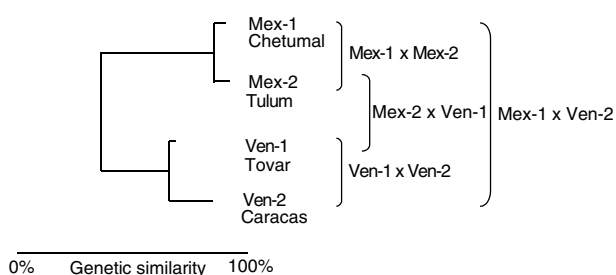 Mex-1
Chetumal
Mex-1 x Mex-2
Mex-2
Tulum
Mex-2 x Ven-1
Mex-1 x Ven-2
Ven-1
Tovar
Ven-1 x Ven-2
Ven-2
Caracas
0% Genetic similarity 100%